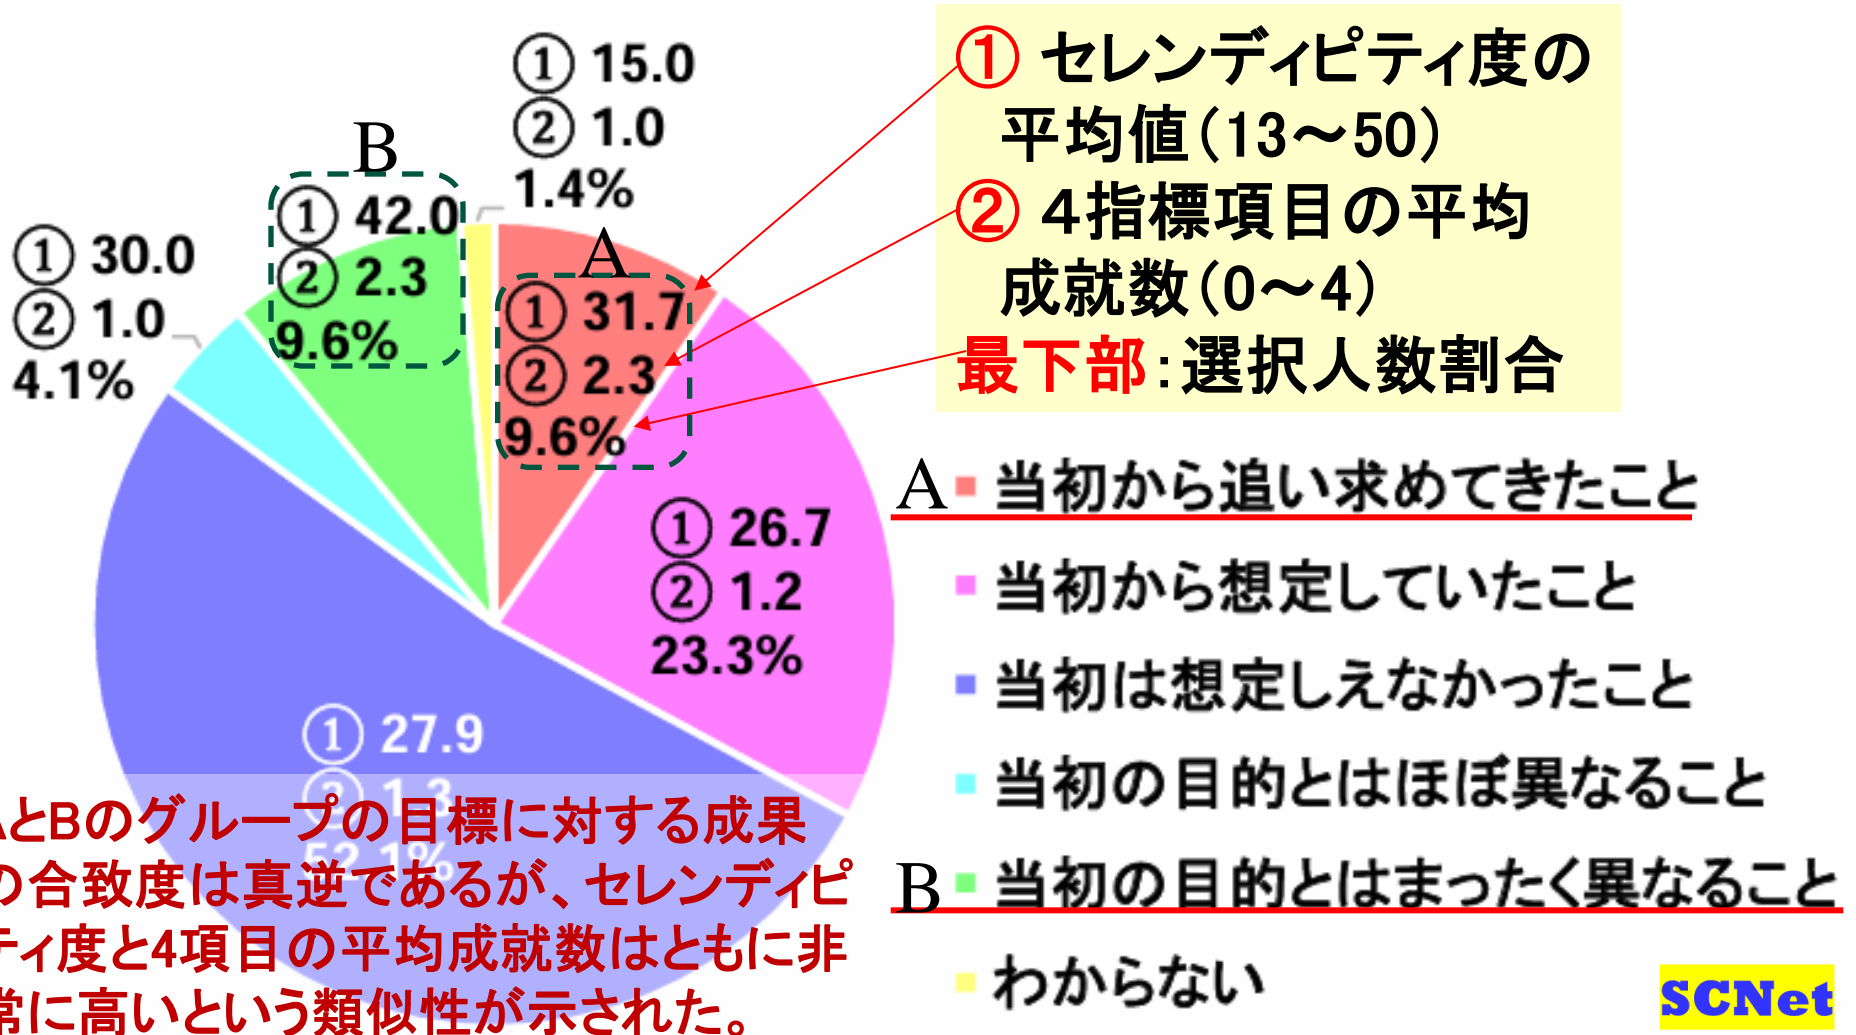 ① 15.0
② 1.0
1.4%
B
① 42.0
② 2.3
9.6%
① 30.0
② 1.0
4.1%
A
① 31.7
② 2.3
9.6%
① 26.7
② 1.2
23.3%
① 27.9
② 1.3
52.1%
① セレンディピティ度の
平均値(13～50)
② 4指標項目の平均
成就数(0～4)
最下部:選択人数割合
A 当初から追い求めてきたこと
当初から想定していたこと
当初は想定しえなかったこと
当初の目的とはほぼ異なること
B 当初の目的とはまったく異なること
わからない
AとBのグループの目標に対する成果
の合致度は真逆であるが、セレンディピ
ティ度と4項目の平均成就数はともに非
常に高いという類似性が示された。
SCNet